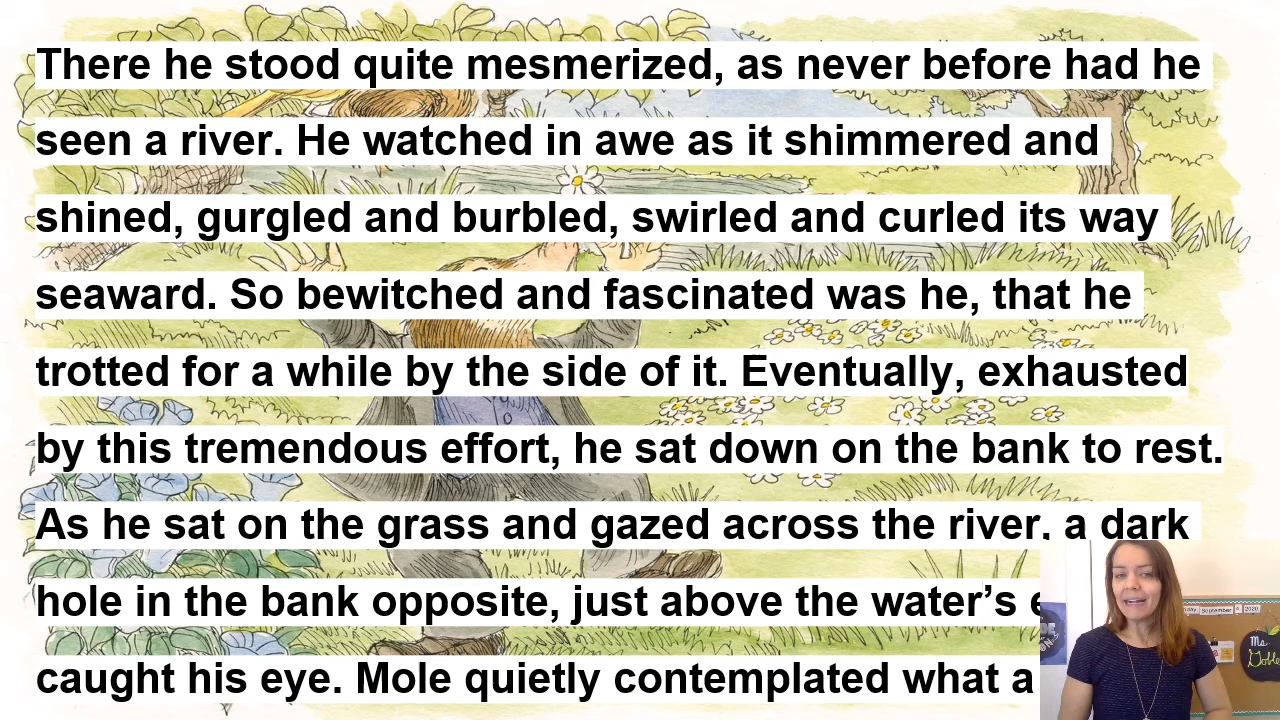 There he stood quite mesmerized, as never before had he
seen a river. He watched in awe as it shimmered and
shined, gurgled and burbled, swirled and curled its way
seaward. So bewitched and fascinated was he, that he
trotted for a while by the side of it. Eventually, exhausted
by this tremendous effort, he sat down on the bank to rest.
As he sat on the grass and gazed across the river, a dark
hole in the bank opposite, just above the water’s
caught his eye. Mole quietly contemplated what a
September 4 2020
Ms.